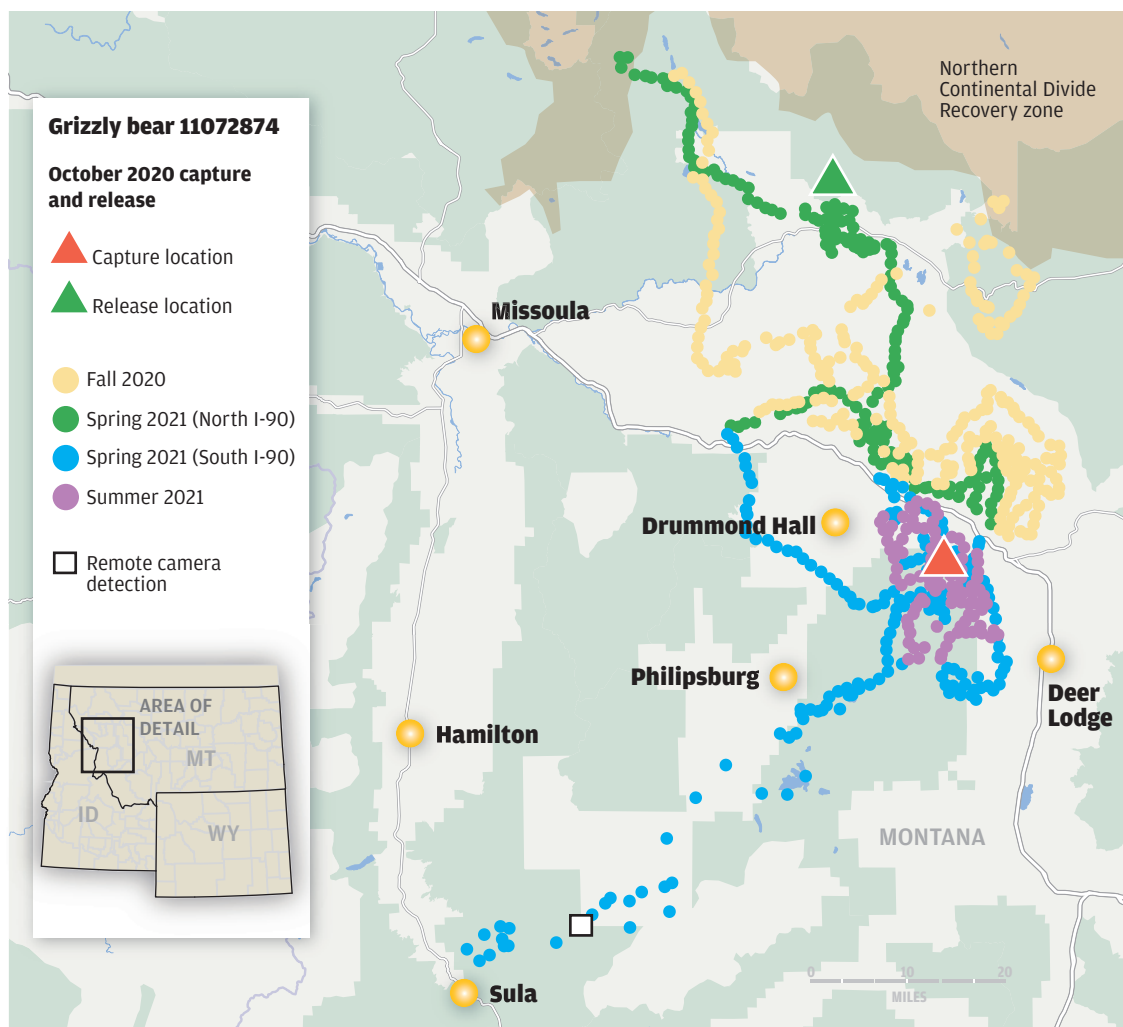 Grizzly bear 11072874
October 2020 capture
and release
Capture location
Release location
Fall 2020
Spring 2021 (North I-90)
Spring 2021 (South I-90)
Summer 2021
Remote camera
detection
AREA OF
DETAIL
MT
ID
WY
Northern
Continental Divide
Recovery zone
Missoula
Drummond Hall
Philipsburg
Deer
Lodge
Hamilton
MONTANA
Sula
0 10 20
MILES